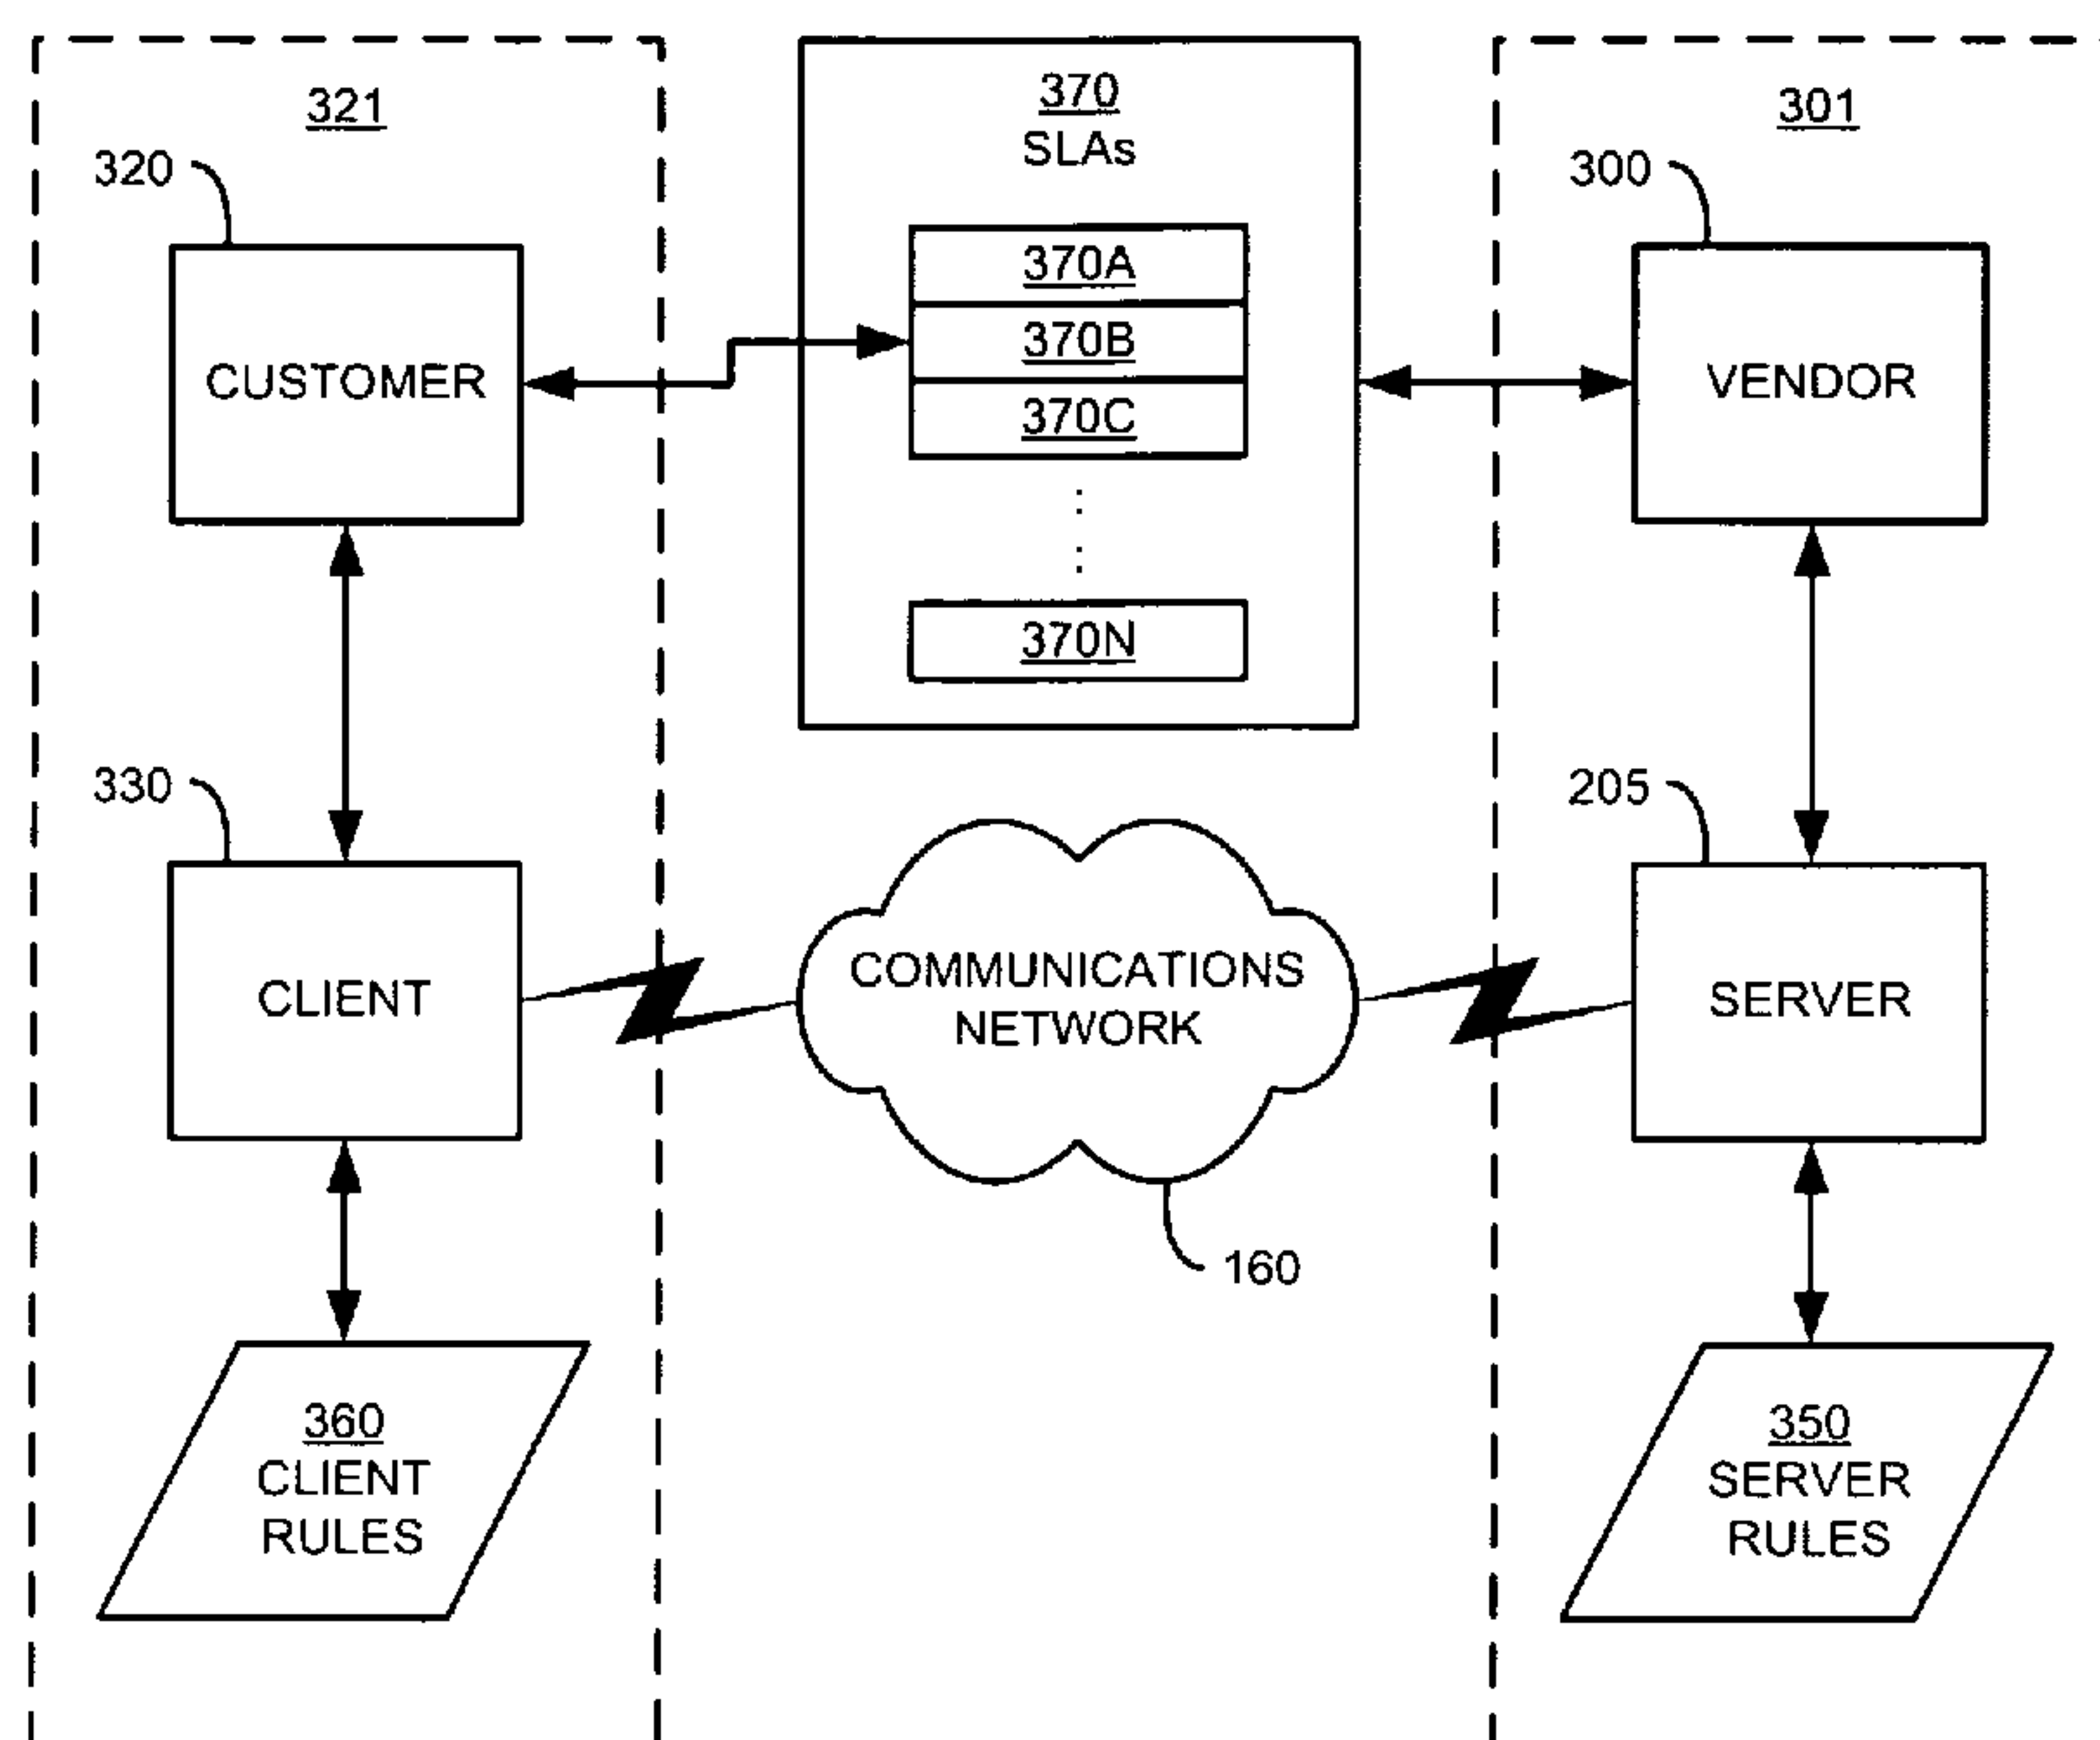 321
370
SLAs
301
320
300
370A
370B
370C
370N
CUSTOMER
VENDOR
330
205
CLIENT
COMMUNICATIONS
NETWORK
SERVER
160
360
CLIENT
RULES
350
SERVER
RULES